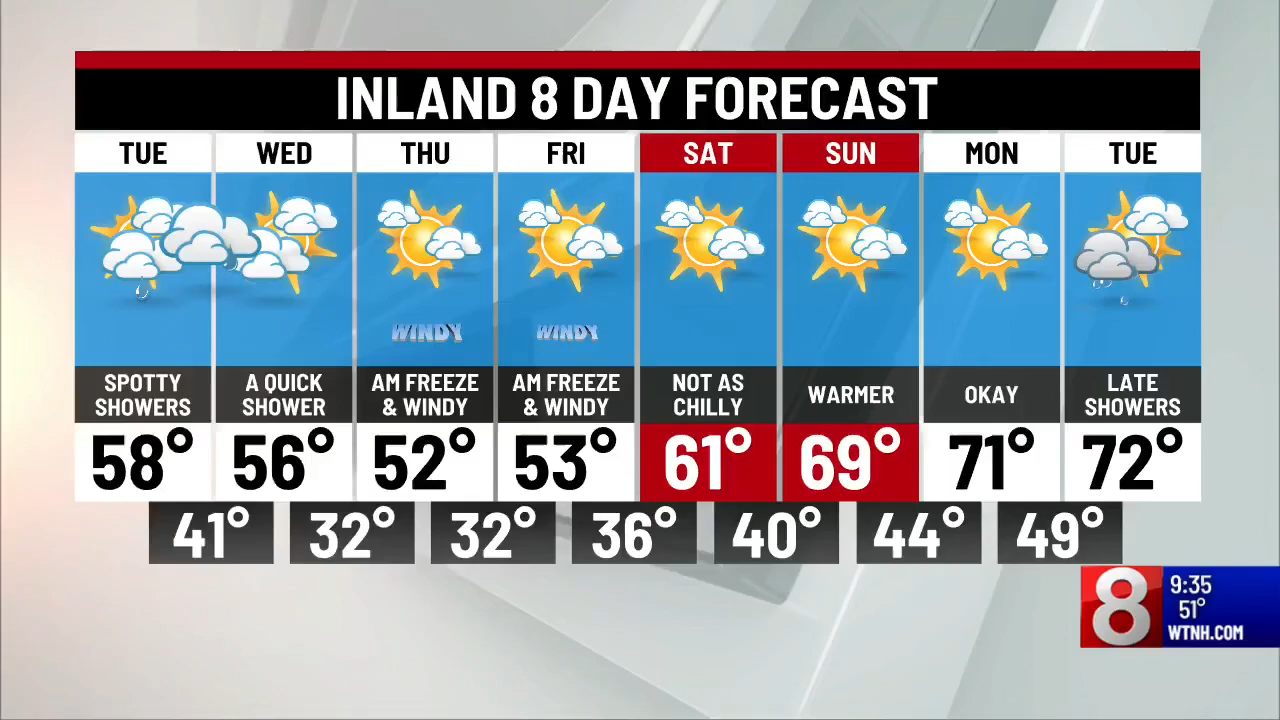 INLAND 8 DAY FORECAST
TUE WED THU FRI SAT SUN MON TUE
WINDY WINDY
SPOTTY SHOWERS
A QUICK SHOWER
AM FREEZE & WINDY
AM FREEZE & WINDY
NOT AS CHILLY
WARMER
OKAY
LATE SHOWERS
58° 56° 52° 53° 61° 69° 71° 72°
41° 32° 32° 36° 40° 44° 49°
8
9:35
51°
WTNH.COM